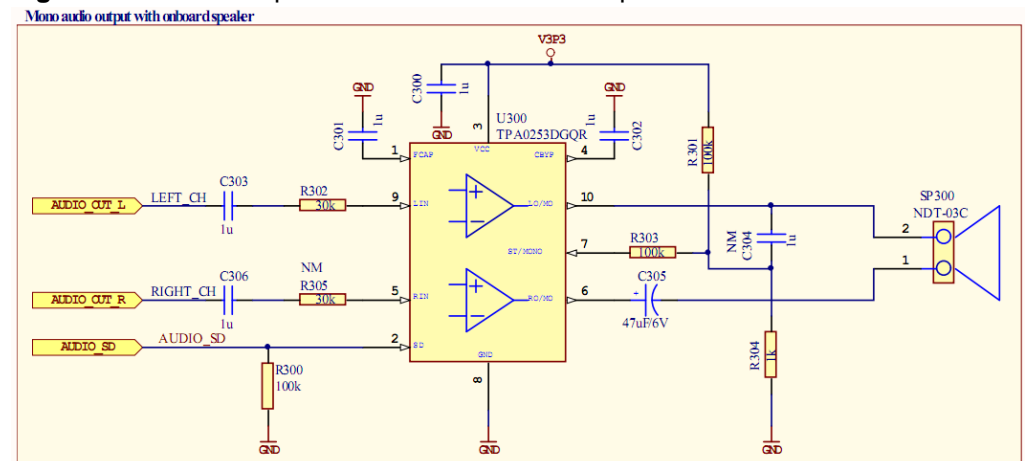 Mono audio output with onboard speaker
V3P3
GND
C300
1u
GND
GND
C301
1u
3
U300
TPA0253DGQR
1u
C302
R301
100k
1
PCAP
VCC
CBYP
4
AUDIO_OUT_L
LEFT_CH
C303
1u
R302
30k
9
LIN
LO/MO
10
SP300
NDT-03C
2
1
NM
C304
1u
ST/MONO
7
R303
100k
AUDIO_OUT_R
RIGHT_CH
C306
1u
NM
R305
30k
5
RIN
RO/MO
6
C305
+
47uF/6V
AUDIO_SD
AUDIO_SD
2
SD
R300
100k
GND
8
R304
1k
GND
GND
GND